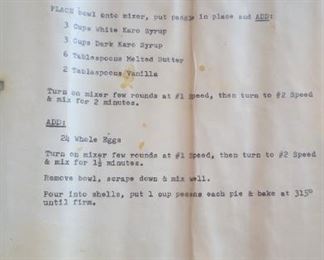 PLACE bowl onto mixer, put paddle in place and ADD:
3 Cups White Karo Syrup
3 Cups Dark Karo Syrup
6 Tablespoons Melted Butter
2 Tablespoons Vanilla
Turn on mixer few rounds at #1 Speed, then turn to #2 Speed
& mix for 2 minutes.
ADD:
24 Whole Eggs
Turn on mixer few rounds at #1 Speed, then turn to #2 Speed
& mix for 1½ minutes.
Remove bowl, scrape down & mix well.
Pour into shells, put 1 cup pecans each pie & bake at 315°
until firm.